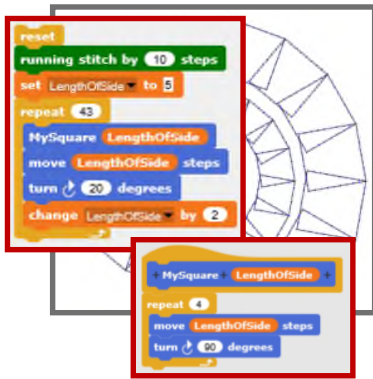 reset
running stitch by 10 steps
set LengthOfSide to 5
repeat 43
MySquare LengthOfSide
move LengthOfSide steps
turn 20 degrees
change LengthOfSide by 2
+ MySquare + LengthOfSide +
repeat 4
move LengthOfSide steps
turn 90 degrees